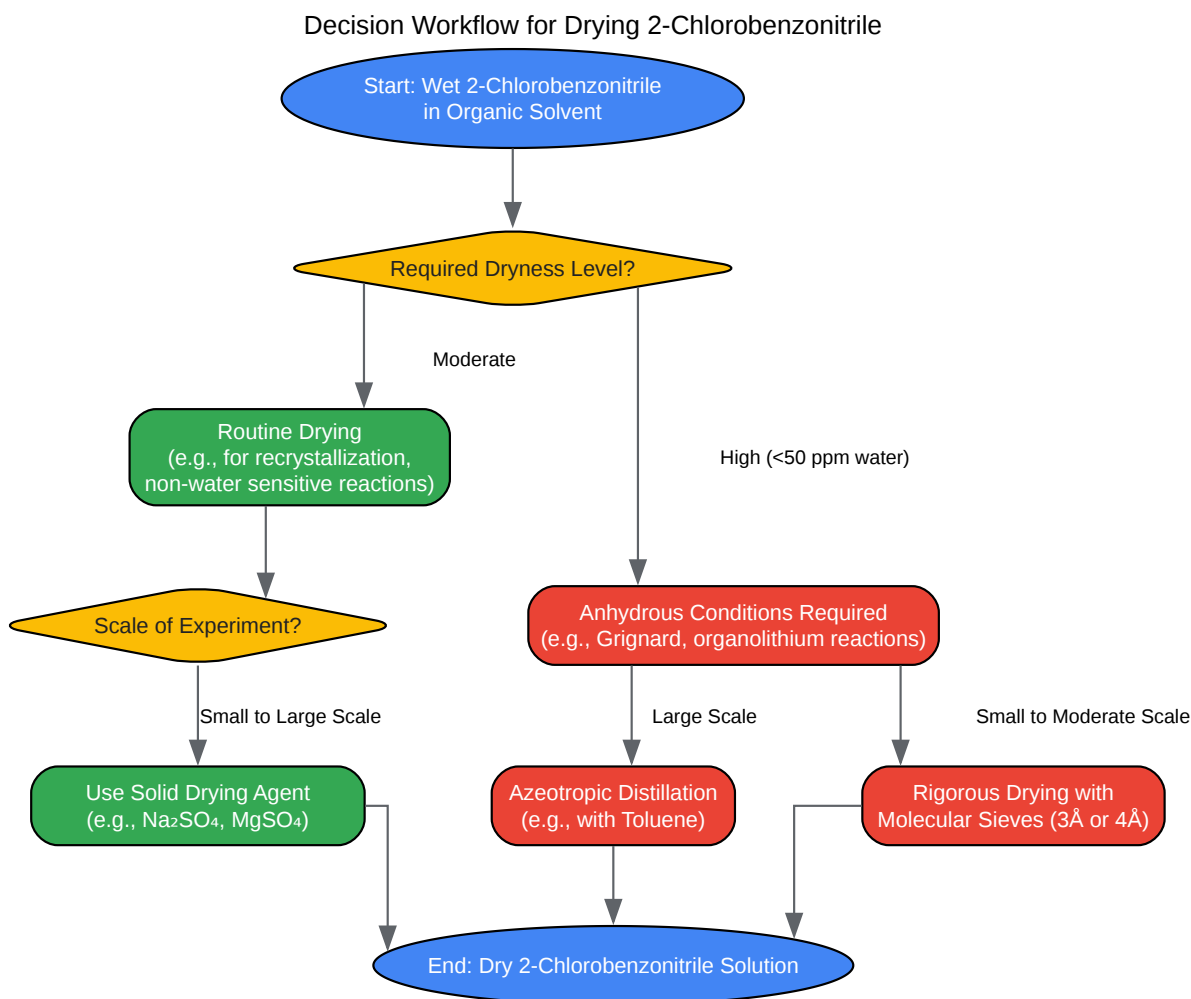 Decision Workflow for Drying 2-Chlorobenzonitrile
Start: Wet 2-Chlorobenzonitrile
in Organic Solvent
Required Dryness Level?
Moderate
Routine Drying
(e.g., for recrystallization,
non-water sensitive reactions)
High (<50 ppm water)
Scale of Experiment?
Anhydrous Conditions Required
(e.g., Grignard, organolithium reactions)
Small to Large Scale
Large Scale
Small to Moderate Scale
Use Solid Drying Agent
(e.g., Na₂SO₄, MgSO₄)
Azeotropic Distillation
(e.g., with Toluene)
Rigorous Drying with
Molecular Sieves (3Å or 4Å)
End: Dry 2-Chlorobenzonitrile Solution